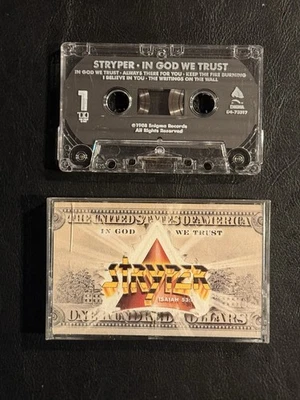 STRYPER · IN GOD WE TRUST
IN GOD WE TRUST · ALWAYS THERE FOR YOU · KEEP THE FIRE BURNING
I BELIEVE IN YOU · THE WRITINGS ON THE WALL
1
ENIGMA
©1988 Enigma Records
All Rights Reserved
THE UNITED STATES OF AMERICA
IN GOD WE TRUST
STRYPER
ISAIAH 53:5
ONE HUNDRED DOLLARS